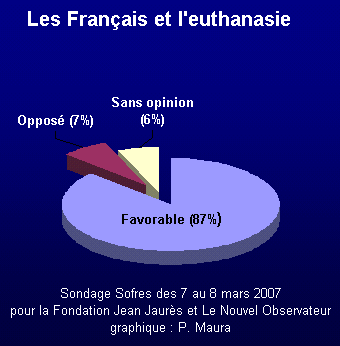 Les Français et l'euthanasie
Sans opinion
(6%)
Opposé (7%)
Favorable (87%)
Sondage Sofres des 7 au 8 mars 2007
pour la Fondation Jean Jaurès et Le Nouvel Observateur
graphique : P. Maura